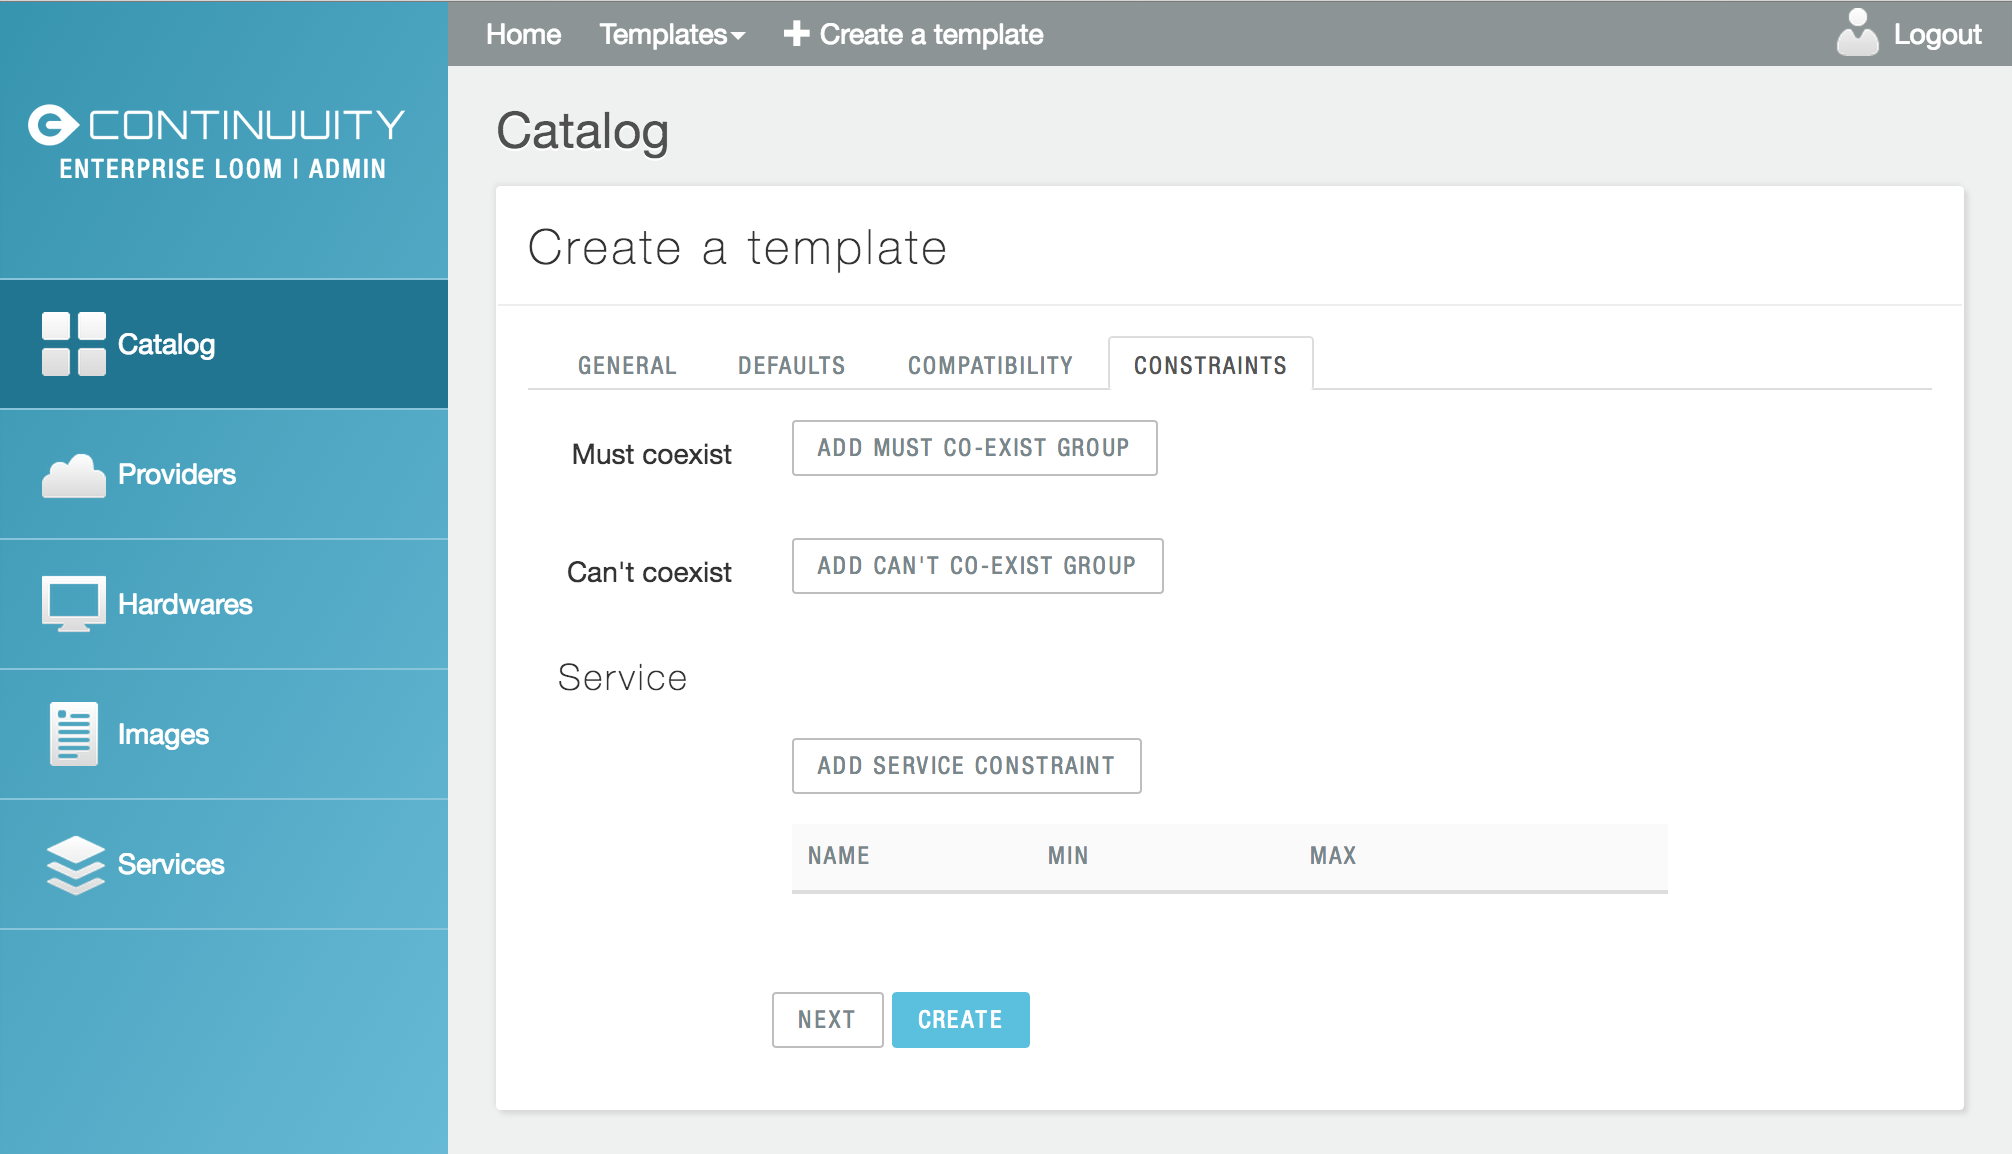 Home Templates Create a template Logout
CONTINUUITY
ENTERPRISE LOOM | ADMIN
Catalog
Providers
Hardwares
Images
Services
Catalog
Create a template
GENERAL DEFAULTS COMPATIBILITY CONSTRAINTS
Must coexist ADD MUST CO-EXIST GROUP
Can't coexist ADD CAN'T CO-EXIST GROUP
Service
ADD SERVICE CONSTRAINT
NAME MIN MAX
NEXT CREATE